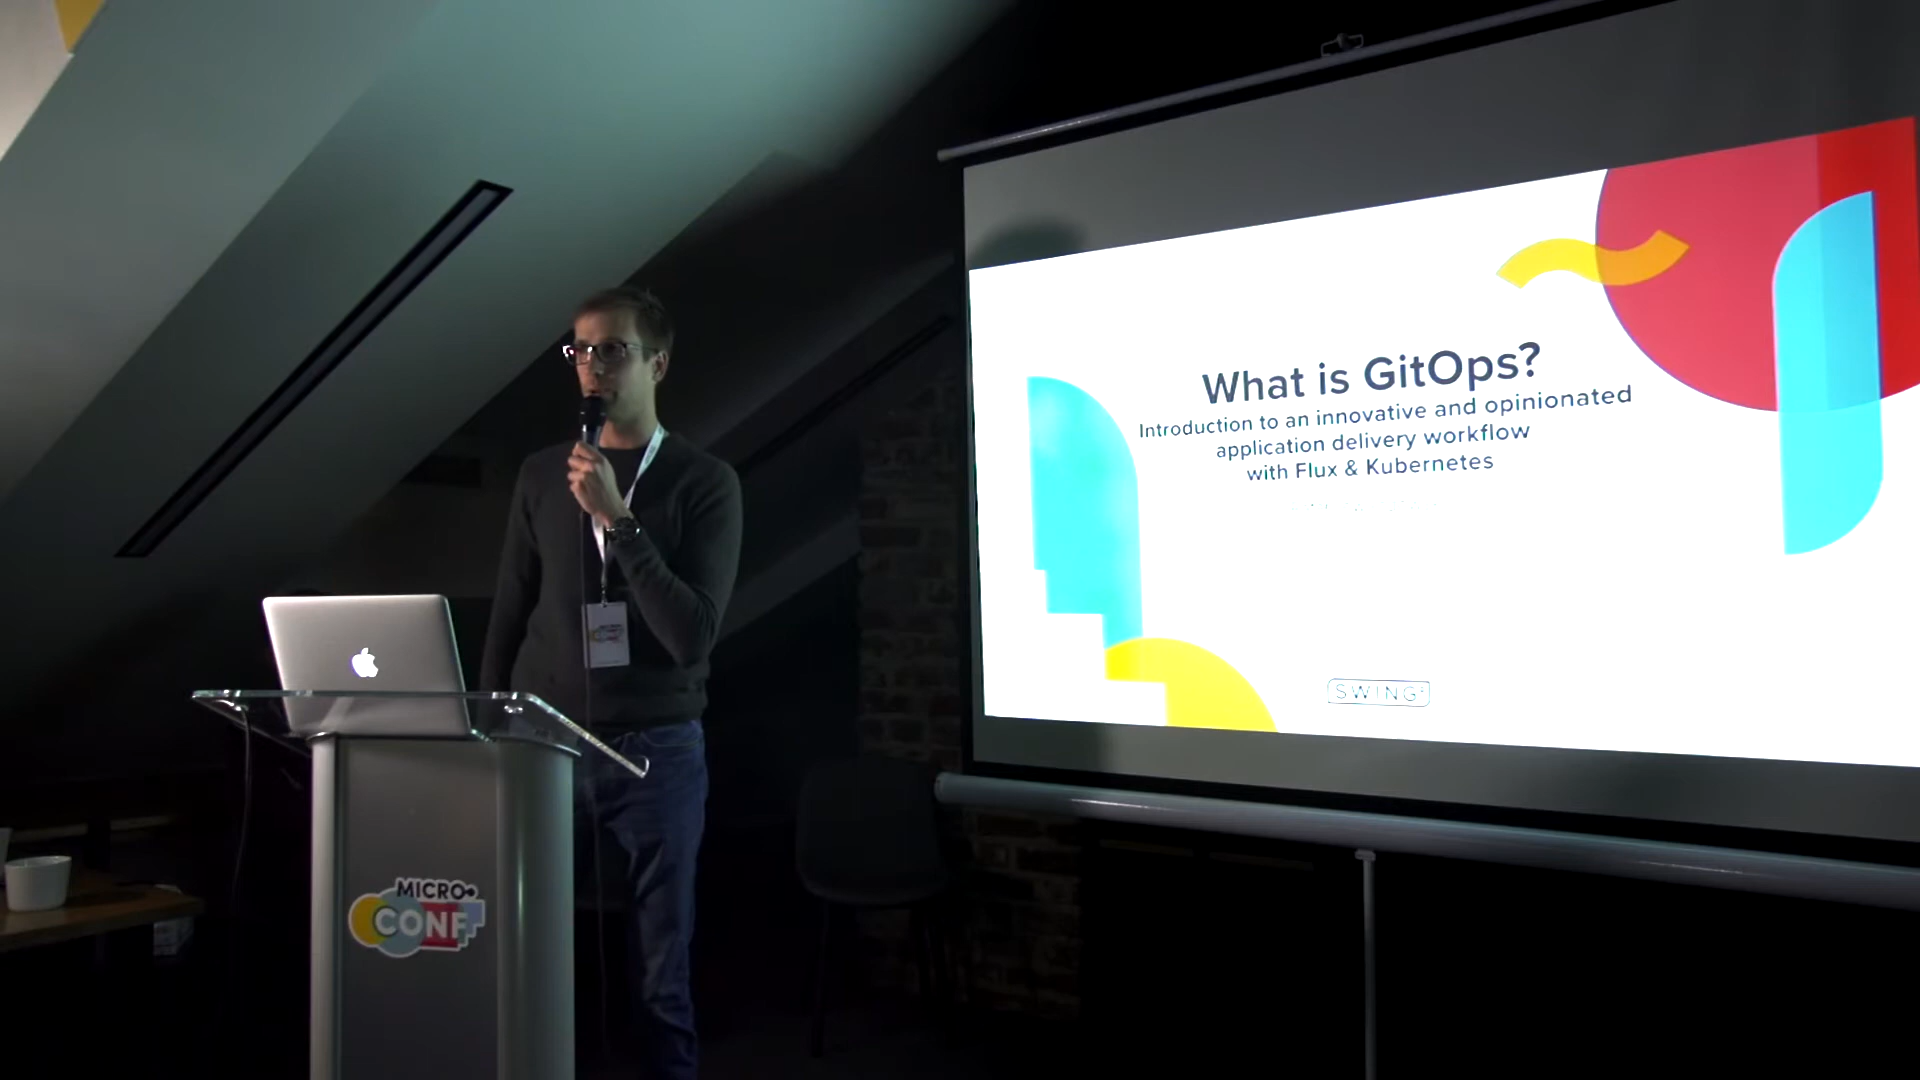 What is GitOps?
Introduction to an innovative and opinionated
application delivery workflow
with Flux & Kubernetes
SWING
MICRO
CONF